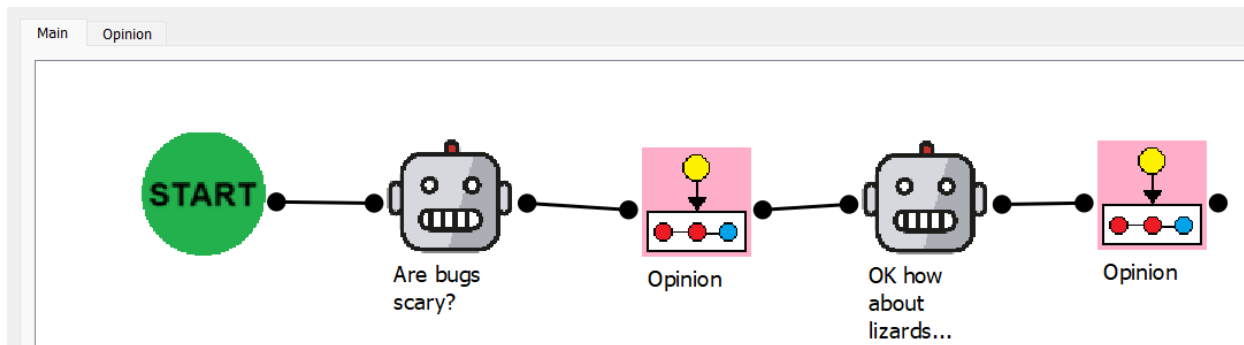 Main
Opinion
START
Are bugs
scary?
Opinion
OK how
about
lizards...
Opinion